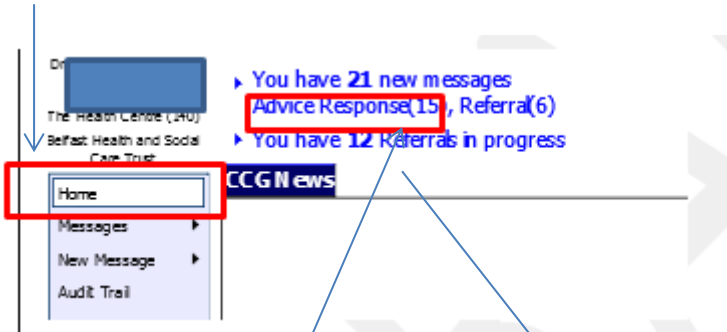 Dr
The Health Centre (140)
Belfast Health and Social
Care Trust
Home
Messages
New Message
Audit Trail
You have 21 new messages
Advice Response(15), Referral(6)
You have 12 Referrals in progress
CCG News